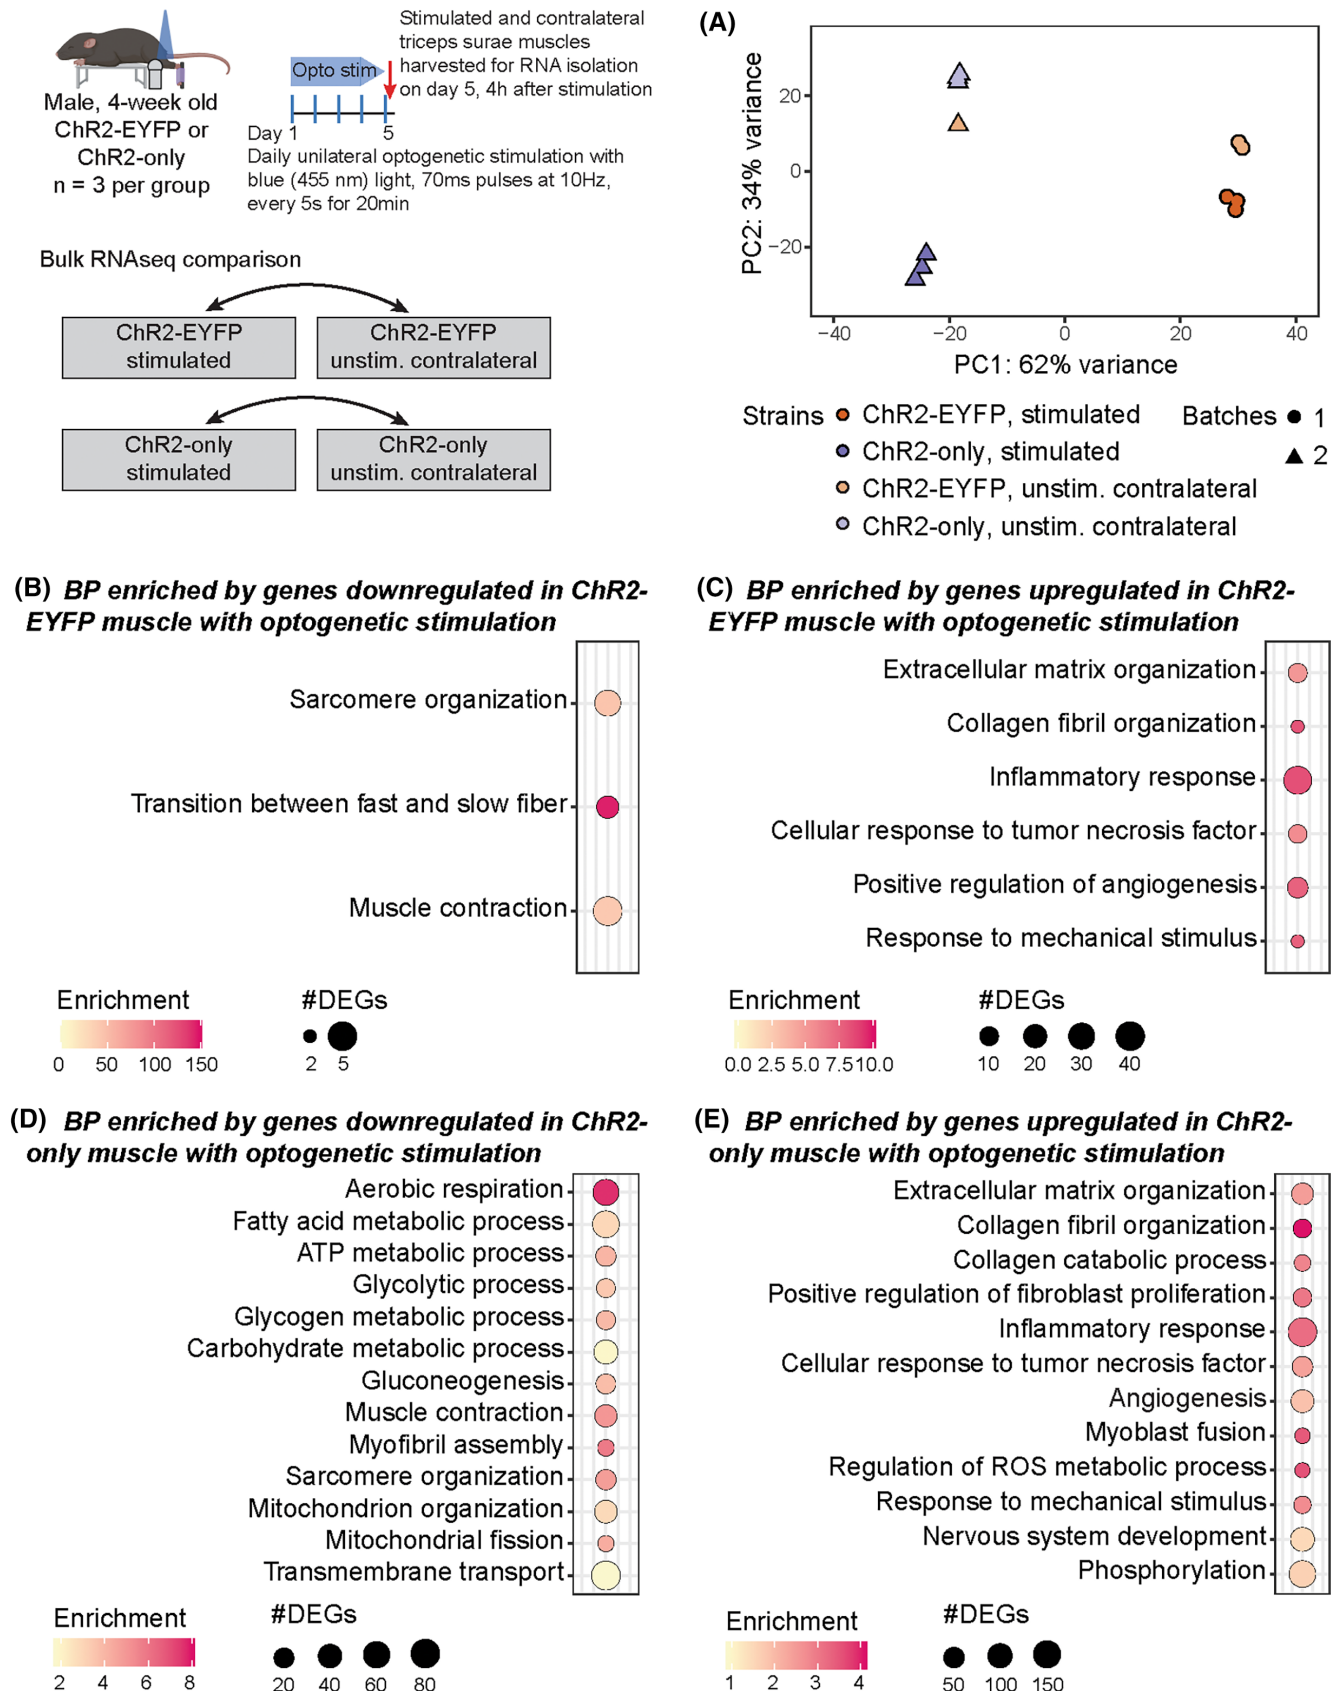 Stimulated and contralateral
triceps surae muscles
harvested for RNA isolation
on day 5, 4h after stimulation
Opto stim
Day 1
5
Male, 4-week old
ChR2-EYFP or
ChR2-only
n = 3 per group
Daily unilateral optogenetic stimulation with
blue (455 nm) light, 70ms pulses at 10Hz,
every 5s for 20min
Bulk RNAseq comparison
ChR2-EYFP
stimulated
ChR2-EYFP
unstim. contralateral
ChR2-only
stimulated
ChR2-only
unstim. contralateral
(A)
PC2: 34% variance
20
0
−20
−40
−20
0
20
40
PC1: 62% variance
Strains
ChR2-EYFP, stimulated
ChR2-only, stimulated
ChR2-EYFP, unstim. contralateral
ChR2-only, unstim. contralateral
Batches
1
2
(B) BP enriched by genes downregulated in ChR2-
EYFP muscle with optogenetic stimulation
Sarcomere organization
Transition between fast and slow fiber
Muscle contraction
Enrichment
0 50 100 150
#DEGs
2 5
(C) BP enriched by genes upregulated in ChR2-
EYFP muscle with optogenetic stimulation
Extracellular matrix organization
Collagen fibril organization
Inflammatory response
Cellular response to tumor necrosis factor
Positive regulation of angiogenesis
Response to mechanical stimulus
Enrichment
0.0 2.5 5.0 7.5 10.0
#DEGs
10 20 30 40
(D) BP enriched by genes downregulated in ChR2-
only muscle with optogenetic stimulation
Aerobic respiration
Fatty acid metabolic process
ATP metabolic process
Glycolytic process
Glycogen metabolic process
Carbohydrate metabolic process
Gluconeogenesis
Muscle contraction
Myofibril assembly
Sarcomere organization
Mitochondrion organization
Mitochondrial fission
Transmembrane transport
Enrichment
2 4 6 8
#DEGs
20 40 60 80
(E) BP enriched by genes upregulated in ChR2-
only muscle with optogenetic stimulation
Extracellular matrix organization
Collagen fibril organization
Collagen catabolic process
Positive regulation of fibroblast proliferation
Inflammatory response
Cellular response to tumor necrosis factor
Angiogenesis
Myoblast fusion
Regulation of ROS metabolic process
Response to mechanical stimulus
Nervous system development
Phosphorylation
Enrichment
1 2 3 4
#DEGs
50 100 150